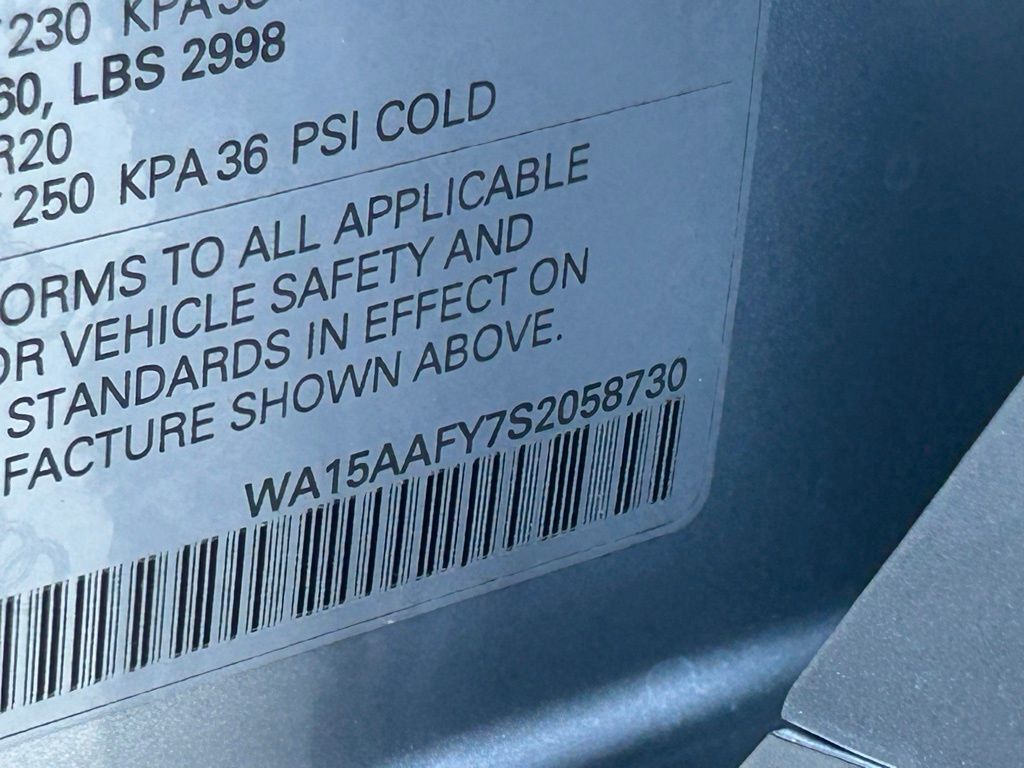 230 KPA
60, LBS 2998
R20
250 KPA 36 PSI COLD
ORMS TO ALL APPLICABLE
OR VEHICLE SAFETY AND
STANDARDS IN EFFECT ON
FACTURE SHOWN ABOVE.
WA15AAFY7S2058730